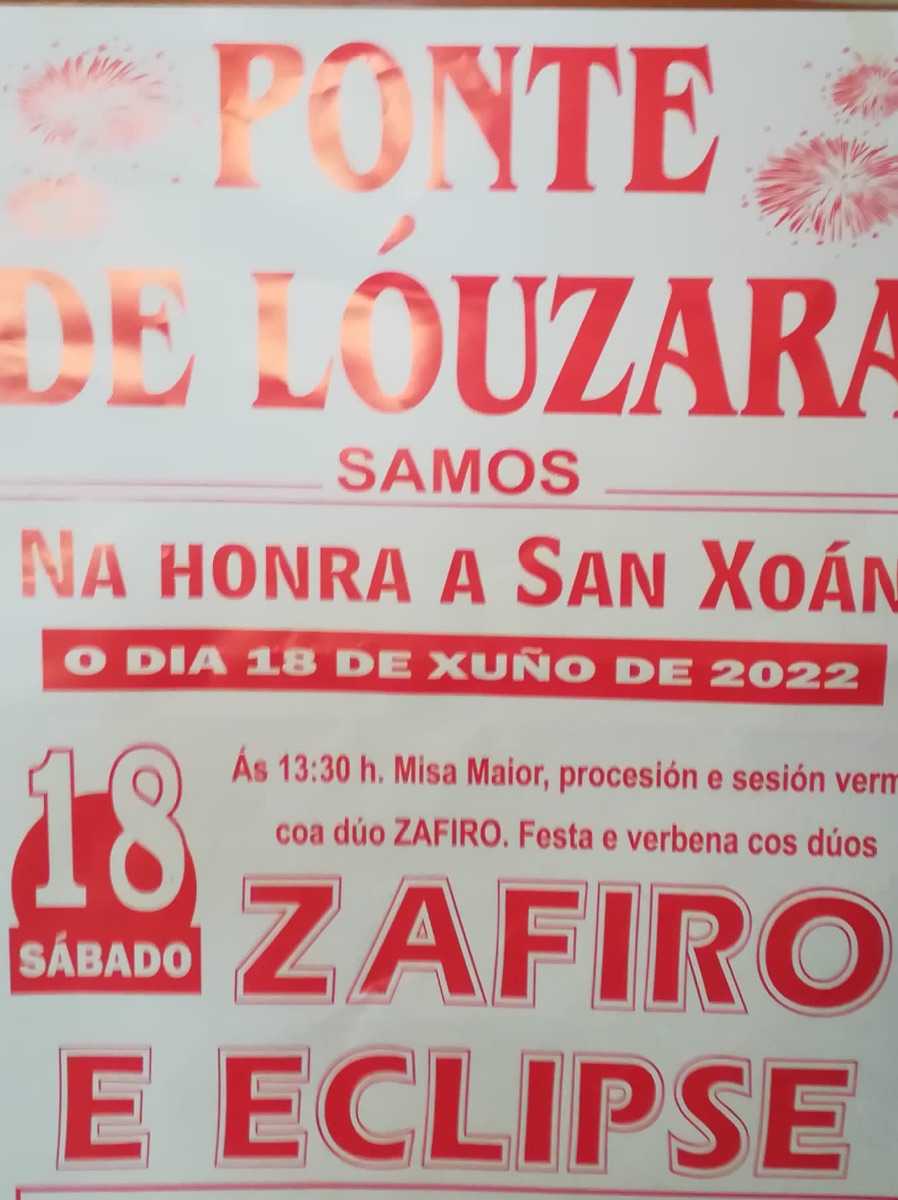 PONTE
DE LÓUZARA
SAMOS
NA HONRA A SAN XOÁN
O DIA 18 DE XUÑO DE 2022
18
SÁBADO
Ás 13:30 h. Misa Maior, procesión e sesión verm
coa dúo ZAFIRO. Festa e verbena cos dúos
ZAFIRO
E ECLIPSE